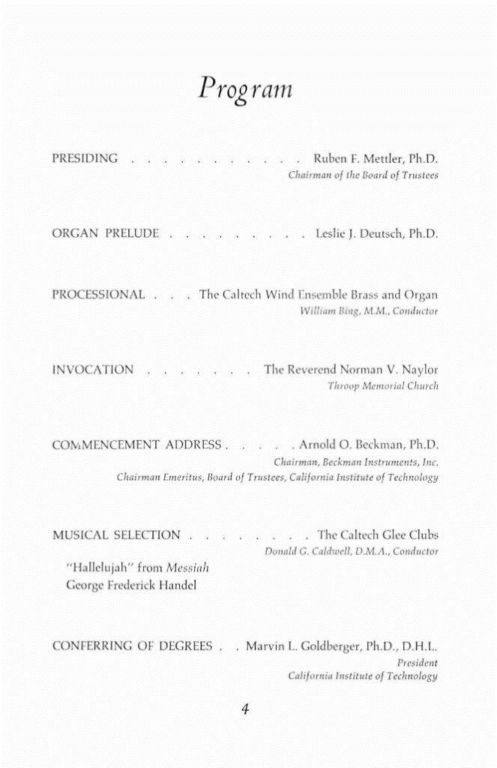 Program
PRESIDING . . . . . . . . . . . Ruben F. Mettler, Ph.D.
Chairman of the Board of Trustees
ORGAN PRELUDE . . . . . . . . . Leslie J. Deutsch, Ph.D.
PROCESSIONAL . . . The Caltech Wind Ensemble Brass and Organ
William Bing, M.M., Conductor
INVOCATION . . . . . . . The Reverend Norman V. Naylor
Throop Memorial Church
COMMENCEMENT ADDRESS . . . . . Arnold O. Beckman, Ph.D.
Chairman, Beckman Instruments, Inc.
Chairman Emeritus, Board of Trustees, California Institute of Technology
MUSICAL SELECTION . . . . . . . . The Caltech Glee Clubs
Donald G. Caldwell, D.M.A., Conductor
"Hallelujah" from Messiah
George Frederick Handel
CONFERRING OF DEGREES . . Marvin L. Goldberger, Ph.D., D.H.L.
President
California Institute of Technology
4